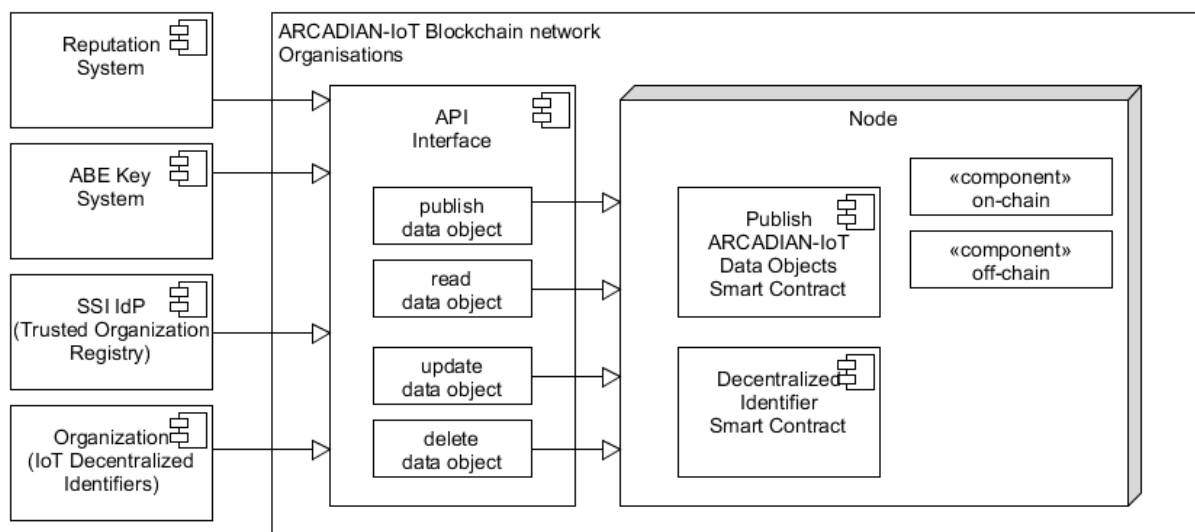 Reputation
System
ABE Key
System
SSI IdP
(Trusted Organization
Registry)
Organization
(IoT Decentralized
Identifiers)
ARCADIAN-IoT Blockchain network
Organisations
API
Interface
publish
data object
read
data object
update
data object
delete
data object
Node
Publish
ARCADIAN-IoT
Data Objects
Smart Contract
Decentralized
Identifier
Smart Contract
«component»
on-chain
«component»
off-chain